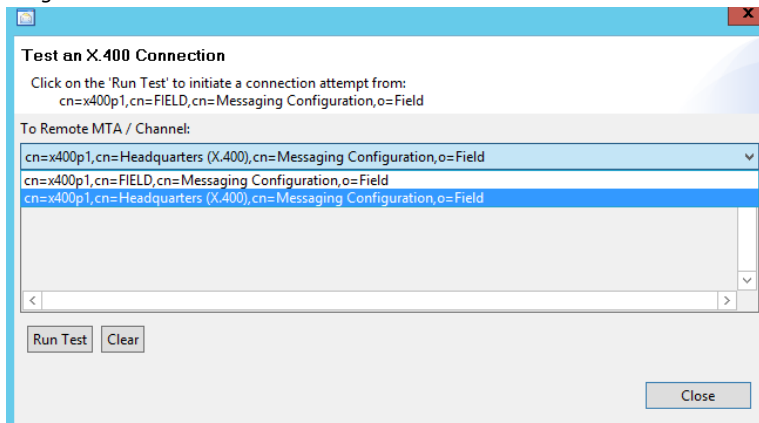 x
Test an X.400 Connection
Click on the 'Run Test' to initiate a connection attempt from:
cn=x400p1,cn=FIELD,cn=Messaging Configuration,o=Field
To Remote MTA / Channel:
cn=x400p1,cn=Headquarters (X.400),cn=Messaging Configuration,o=Field
cn=x400p1,cn=FIELD,cn=Messaging Configuration,o=Field
cn=x400p1,cn=Headquarters (X.400),cn=Messaging Configuration,o=Field
Run Test Clear
Close